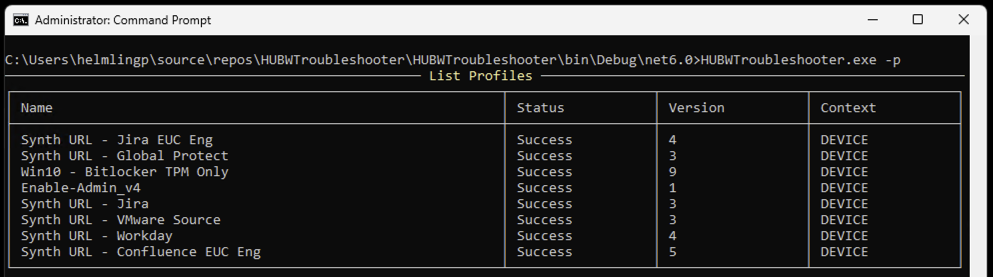 Administrator: Command Prompt
C:\Users\helmlingp\source\repos\HUBWTroubleshooter\HUBWTroubleshooter\bin\Debug\net6.0>HUBWTroubleshooter.exe -p
List Profiles
Name Status Version Context
Synth URL - Jira EUC Eng Success 4 DEVICE
Synth URL - Global Protect Success 3 DEVICE
Win10 - Bitlocker TPM Only Success 9 DEVICE
Enable-Admin_v4 Success 1 DEVICE
Synth URL - Jira Success 3 DEVICE
Synth URL - VMware Source Success 3 DEVICE
Synth URL - Workday Success 4 DEVICE
Synth URL - Confluence EUC Eng Success 5 DEVICE